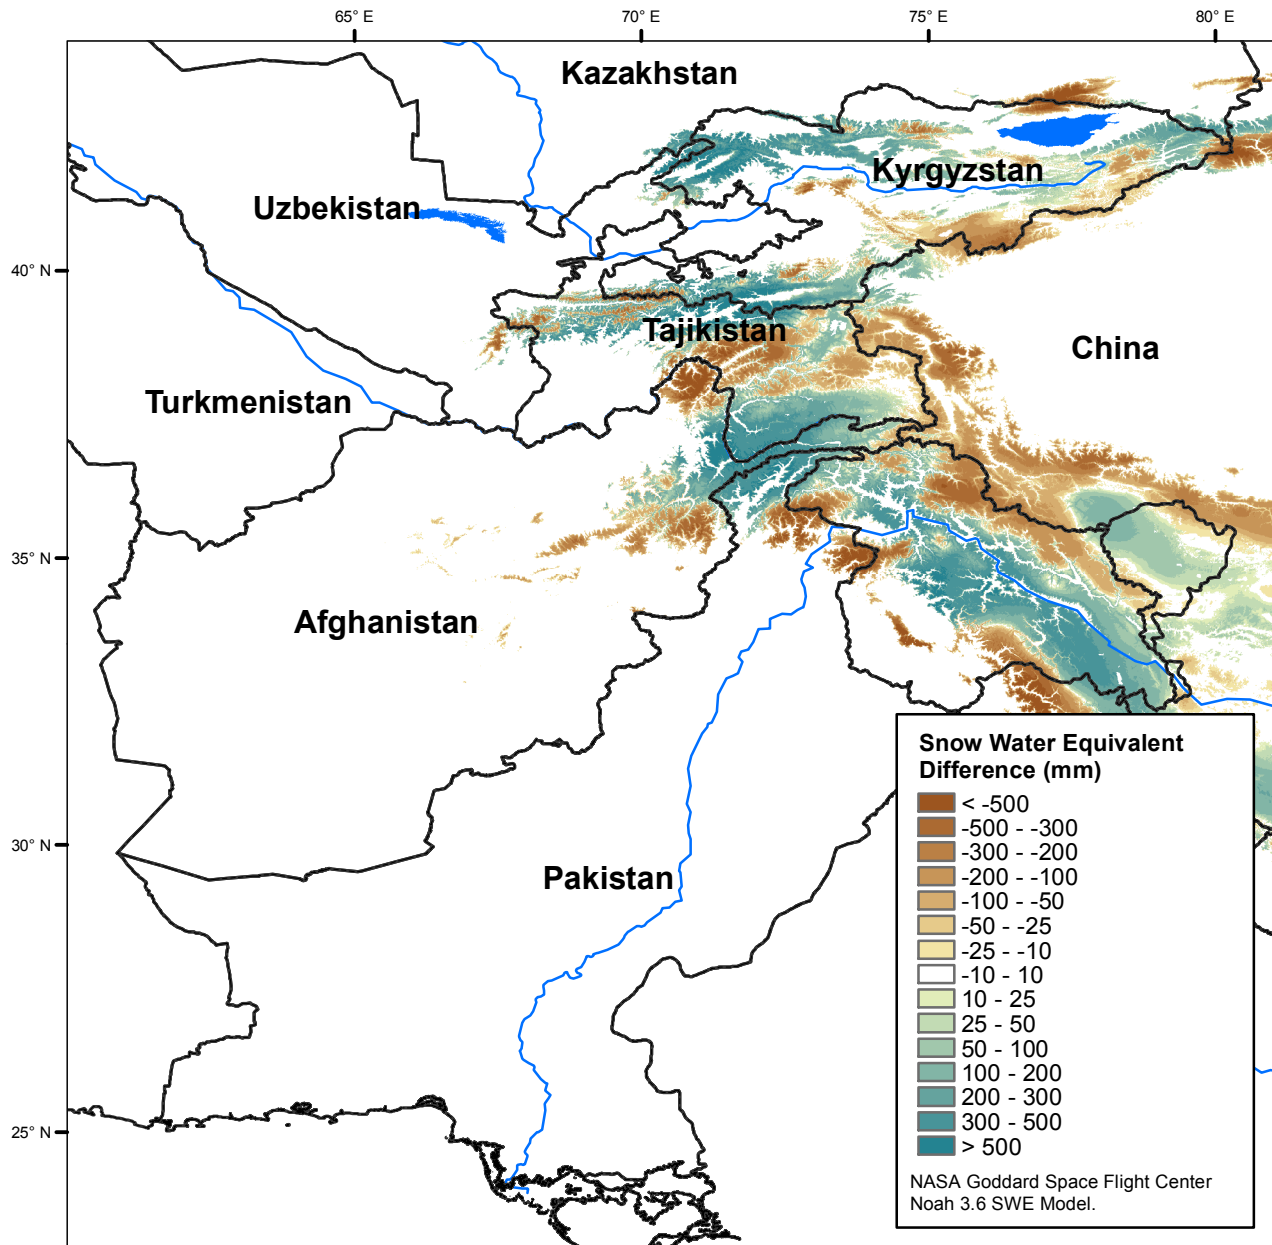 65° E
70° E
75° E
80° E
Kazakhstan
Kyrgyzstan
Uzbekistan
40° N
Tajikistan
China
Turkmenistan
35° N
Afghanistan
30° N
Pakistan
25° N
Snow Water Equivalent
Difference (mm)
< -500
-500 - -300
-300 - -200
-200 - -100
-100 - -50
-50 - -25
-25 - -10
-10 - 10
10 - 25
25 - 50
50 - 100
100 - 200
200 - 300
300 - 500
> 500
NASA Goddard Space Flight Center
Noah 3.6 SWE Model.